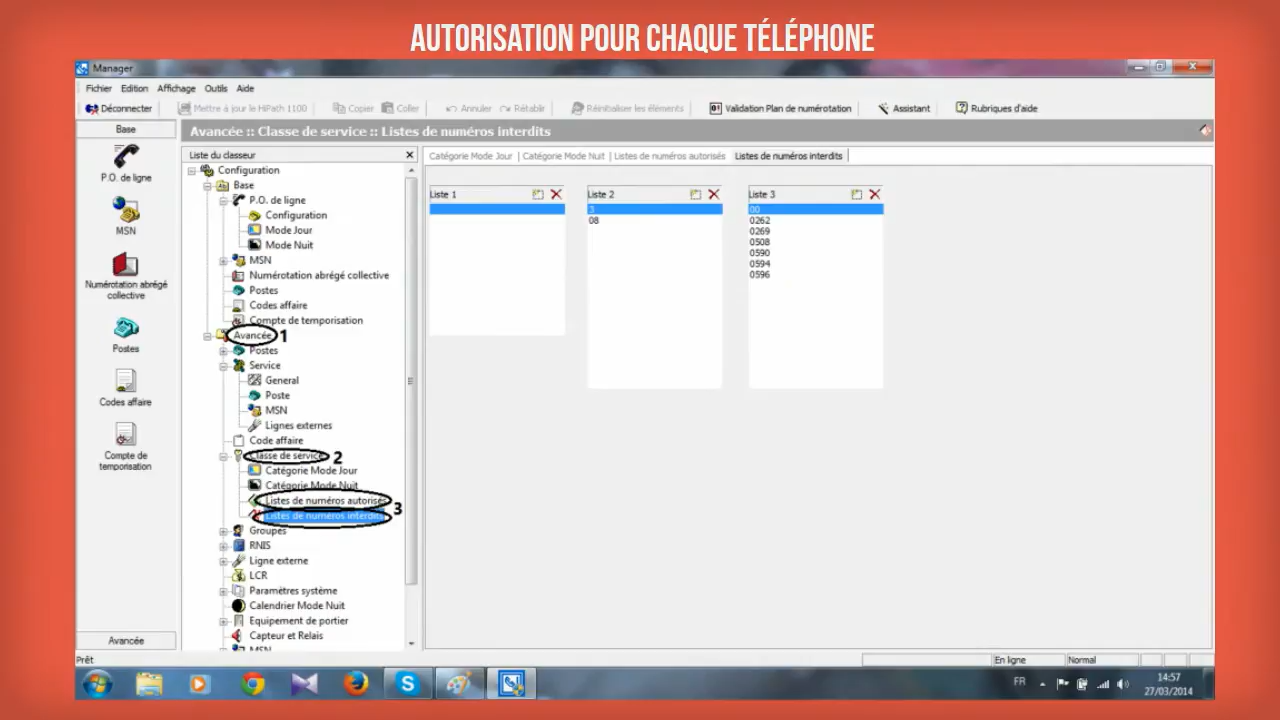 AUTORISATION POUR CHAQUE TÉLÉPHONE
Manager
Fichier Edition Affichage Outils Aide
Déconnecter Mettre à jour le HiPath 1100 Copier Coller Annuler Rétablir Réinitialiser les éléments Validation Plan de numérotation Assistant Rubriques d'aide
Base
Avancée :: Classe de service :: Listes de numéros interdits
P.O. de ligne
MSN
Numérotation abrégé
collective
Postes
Codes affaire
Compte de
temporisation
Avancée
Liste du classeur
Configuration
Base
P.O. de ligne
Configuration
Mode Jour
Mode Nuit
MSN
Numérotation abrégé collective
Postes
Codes affaire
Compte de temporisation
Avancée 1
Postes
Service
General
Poste
MSN
Lignes externes
Code affaire
Classe de service 2
Catégorie Mode Jour
Catégorie Mode Nuit
Listes de numéros autorisés
3
Listes de numéros interdits
Groupes
RNIS
Ligne externe
LCR
Paramètres système
Calendrier Mode Nuit
Equipement de portier
Capteur et Relais
MSN
Catégorie Mode Jour | Catégorie Mode Nuit | Listes de numéros autorisés Listes de numéros interdits
Liste 1
Liste 2
3
08
Liste 3
00
0262
0269
0508
0590
0594
0596
Prêt
En ligne Normal
FR
14:57
27/03/2014